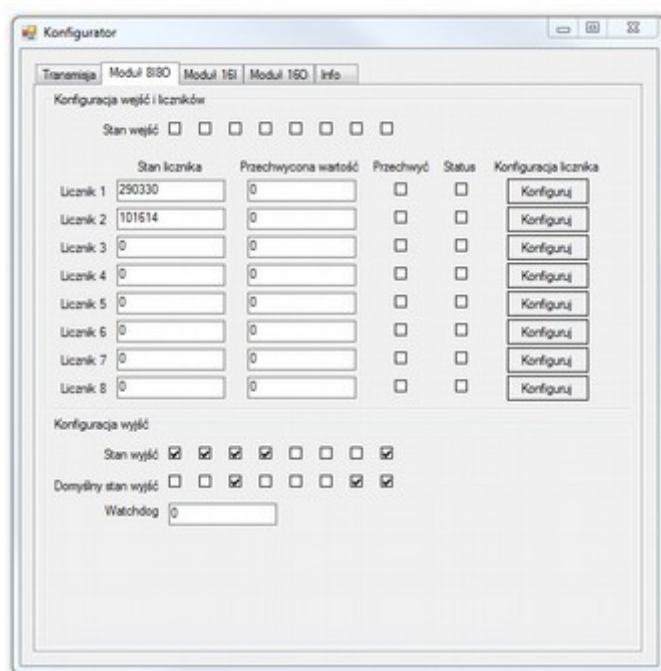 Konfigurator
Transmisja Moduł 8I8O Moduł 16I Moduł 16O Info
Konfiguracja wejść i liczników
Stan wejść
Stan licznika Przechwycona wartość Przechwyć Status Konfiguracja licznika
Licznik 1 290330 0 Konfiguruj
Licznik 2 101614 0 Konfiguruj
Licznik 3 0 0 Konfiguruj
Licznik 4 0 0 Konfiguruj
Licznik 5 0 0 Konfiguruj
Licznik 6 0 0 Konfiguruj
Licznik 7 0 0 Konfiguruj
Licznik 8 0 0 Konfiguruj
Konfiguracja wyjść
Stan wyjść
Domyślny stan wyjść
Watchdog 0